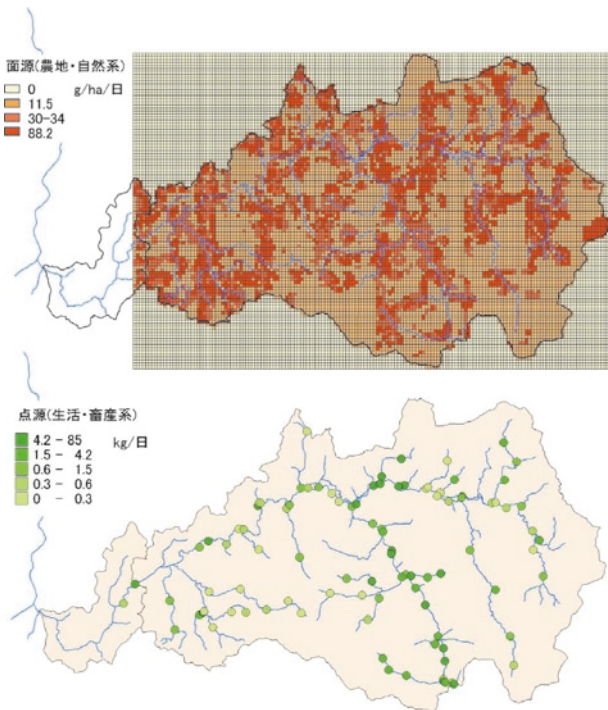 面源(農地・自然系)
0 g/ha/日
11.5
30-34
88.2
点源(生活・畜産系)
4.2 - 85 kg/日
1.5 - 4.2
0.6 - 1.5
0.3 - 0.6
0 - 0.3